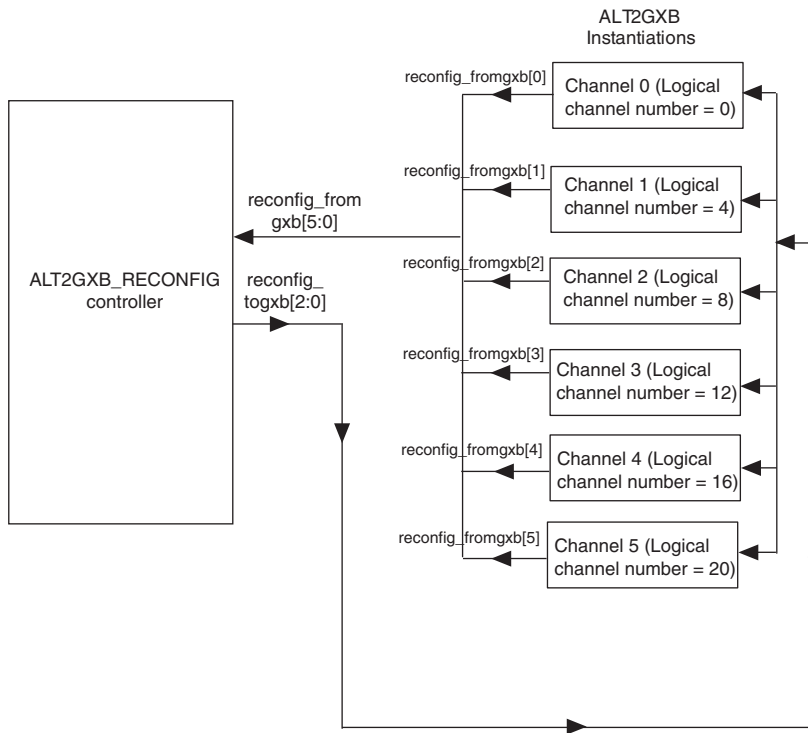 ALT2GXB
Instantiations
reconfig_fromgxb[0]
Channel 0 (Logical
channel number = 0)
reconfig_fromgxb[1]
Channel 1 (Logical
channel number = 4)
reconfig_from
gxb[5:0]
ALT2GXB_RECONFIG
controller
reconfig_
togxb[2:0]
reconfig_fromgxb[2]
Channel 2 (Logical
channel number = 8)
reconfig_fromgxb[3]
Channel 3 (Logical
channel number = 12)
reconfig_fromgxb[4]
Channel 4 (Logical
channel number = 16)
reconfig_fromgxb[5]
Channel 5 (Logical
channel number = 20)